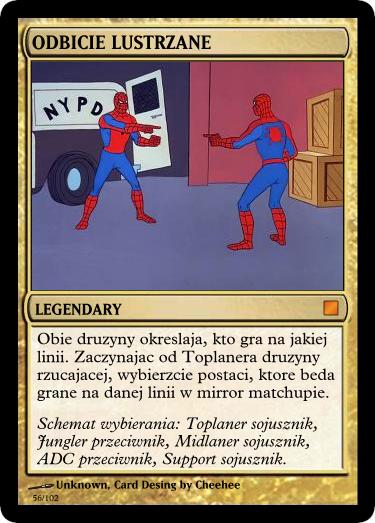 ODBICIE LUSTRZANE
NYPD
LEGENDARY
Obie druzyny okreslaja, kto gra na jakiej
linii. Zaczynajac od Toplanera druzyny
rzucajacej, wybierzcie postaci, ktore beda
grane na danej linii w mirror matchupie.
Schemat wybierania: Toplaner sojusznik,
Jungler przeciwnik, Midlaner sojusznik,
ADC przeciwnik, Support sojusznik.
Unknown, Card Desing by Cheehee
56/102